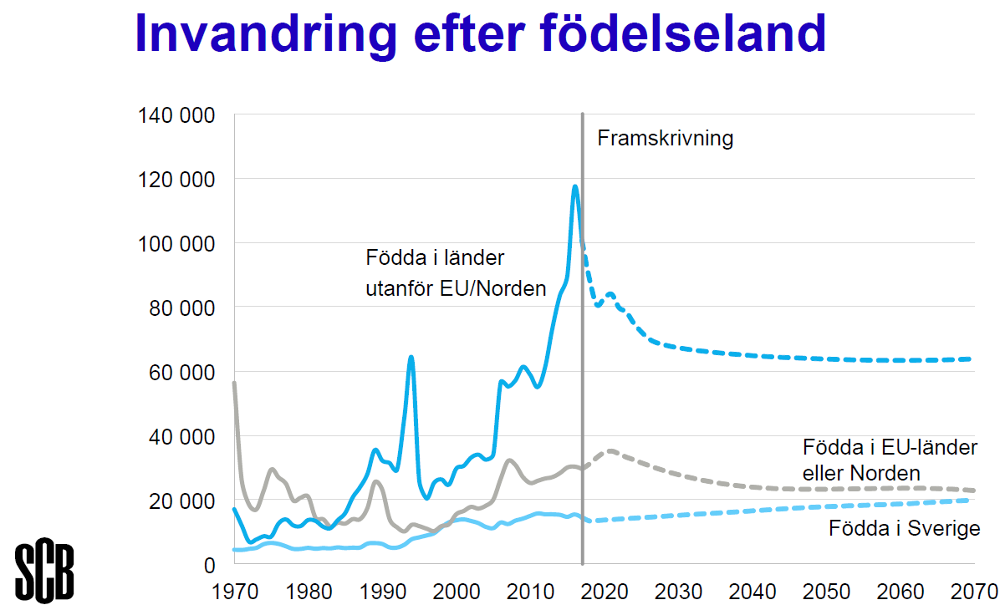 Invandring efter födelseland
140 000
Framskrivning
120 000
100 000
Födda i länder
utanför EU/Norden
80 000
60 000
40 000
Födda i EU-länder
eller Norden
20 000
Födda i Sverige
0
SCB
1970 1980 1990 2000 2010 2020 2030 2040 2050 2060 2070